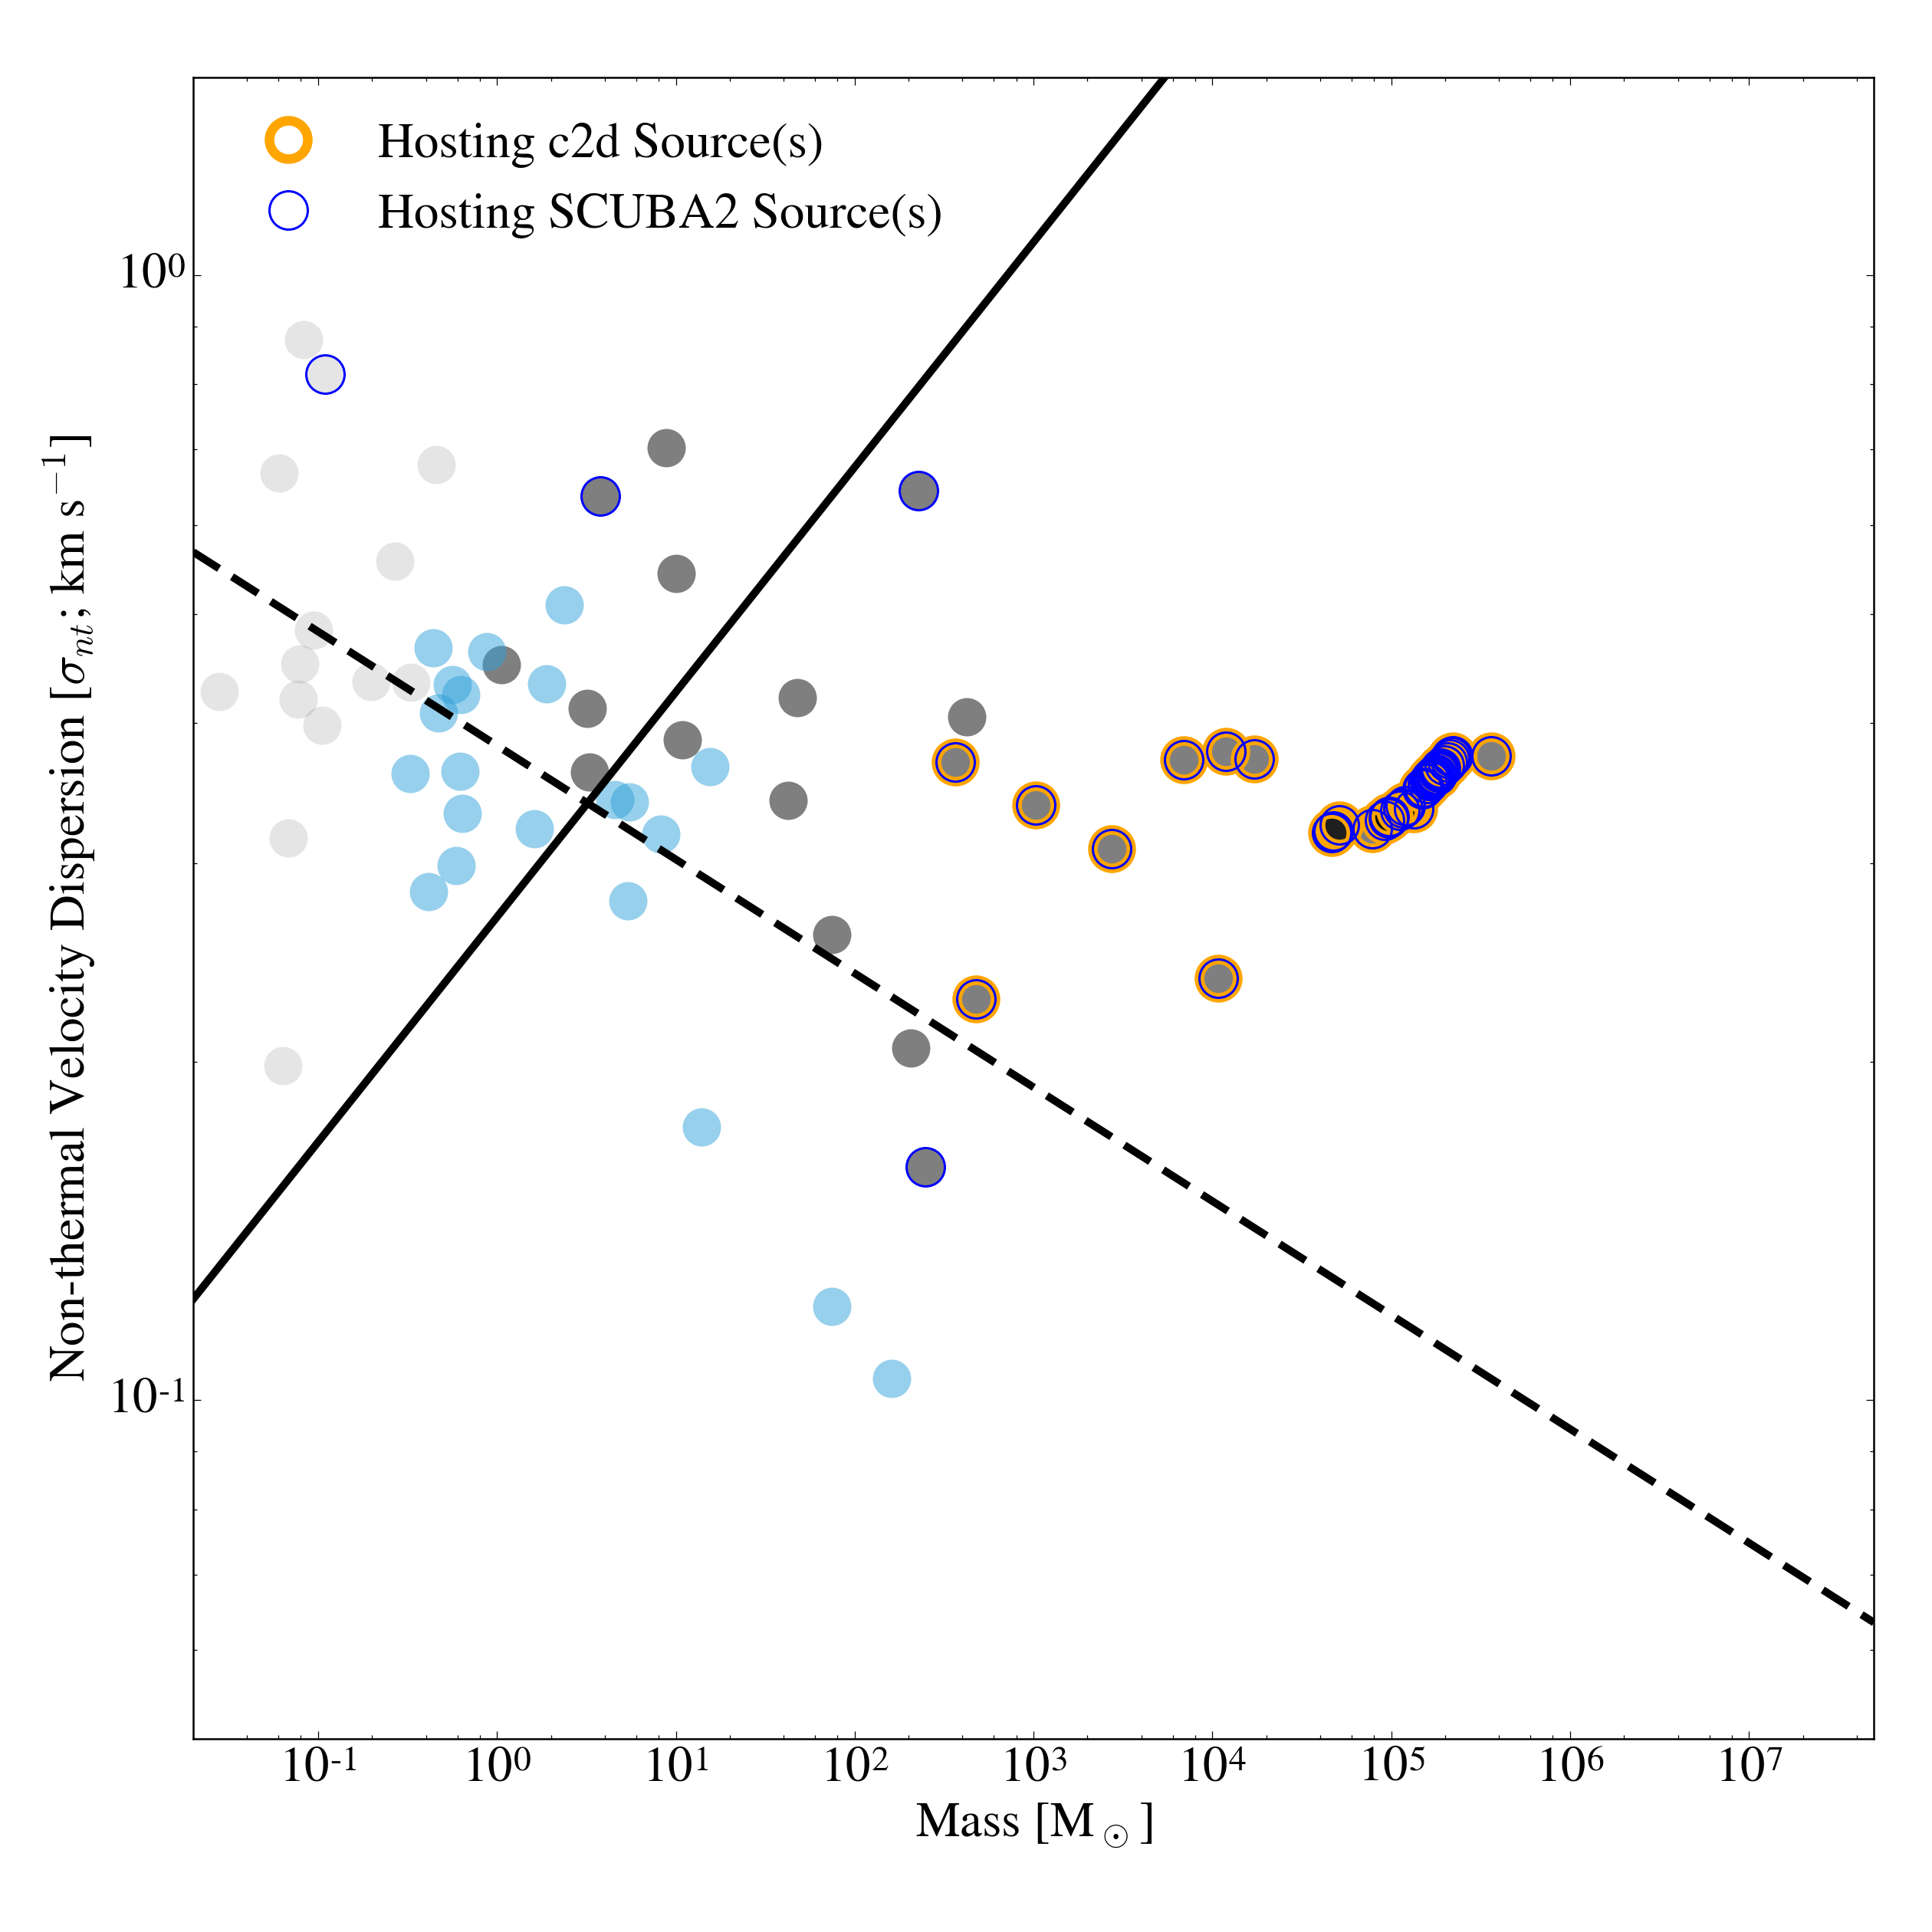 Hosting c2d Source(s)
Hosting SCUBA2 Source(s)
10⁰
10⁻¹
Non-thermal Velocity Dispersion [σₙₜ; km s⁻¹]
10⁻¹ 10⁰ 10¹ 10² 10³ 10⁴ 10⁵ 10⁶ 10⁷
Mass [M⊙]